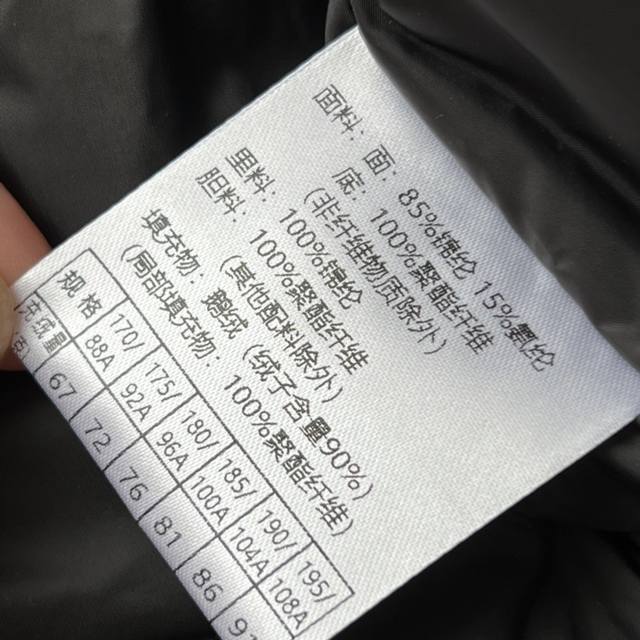 面料：面：85%锦纶 15%氨纶
底：100%聚酯纤维
(非纤维物质除外)
里料：100%锦纶
胆料：100%聚酯纤维
(其他配料除外)
填充物：鹅绒 (绒子含量90%)
(局部填充物：100%聚酯纤维)
规格 170/88A 175/92A 180/96A 185/100A 190/104A 195/108A
充绒量 67 72 76 81 86 91